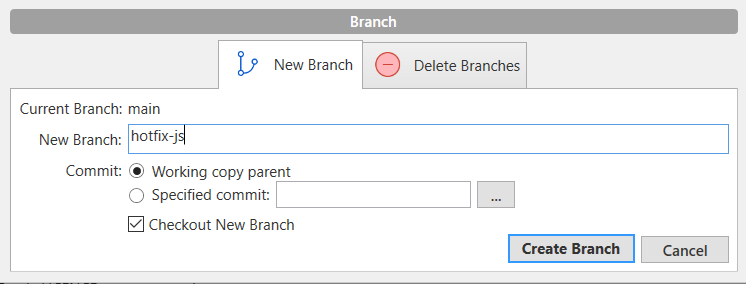 Branch
New Branch
Delete Branches
Current Branch: main
New Branch: hotfix-js
Commit: Working copy parent
Specified commit: ...
Checkout New Branch
Create Branch Cancel